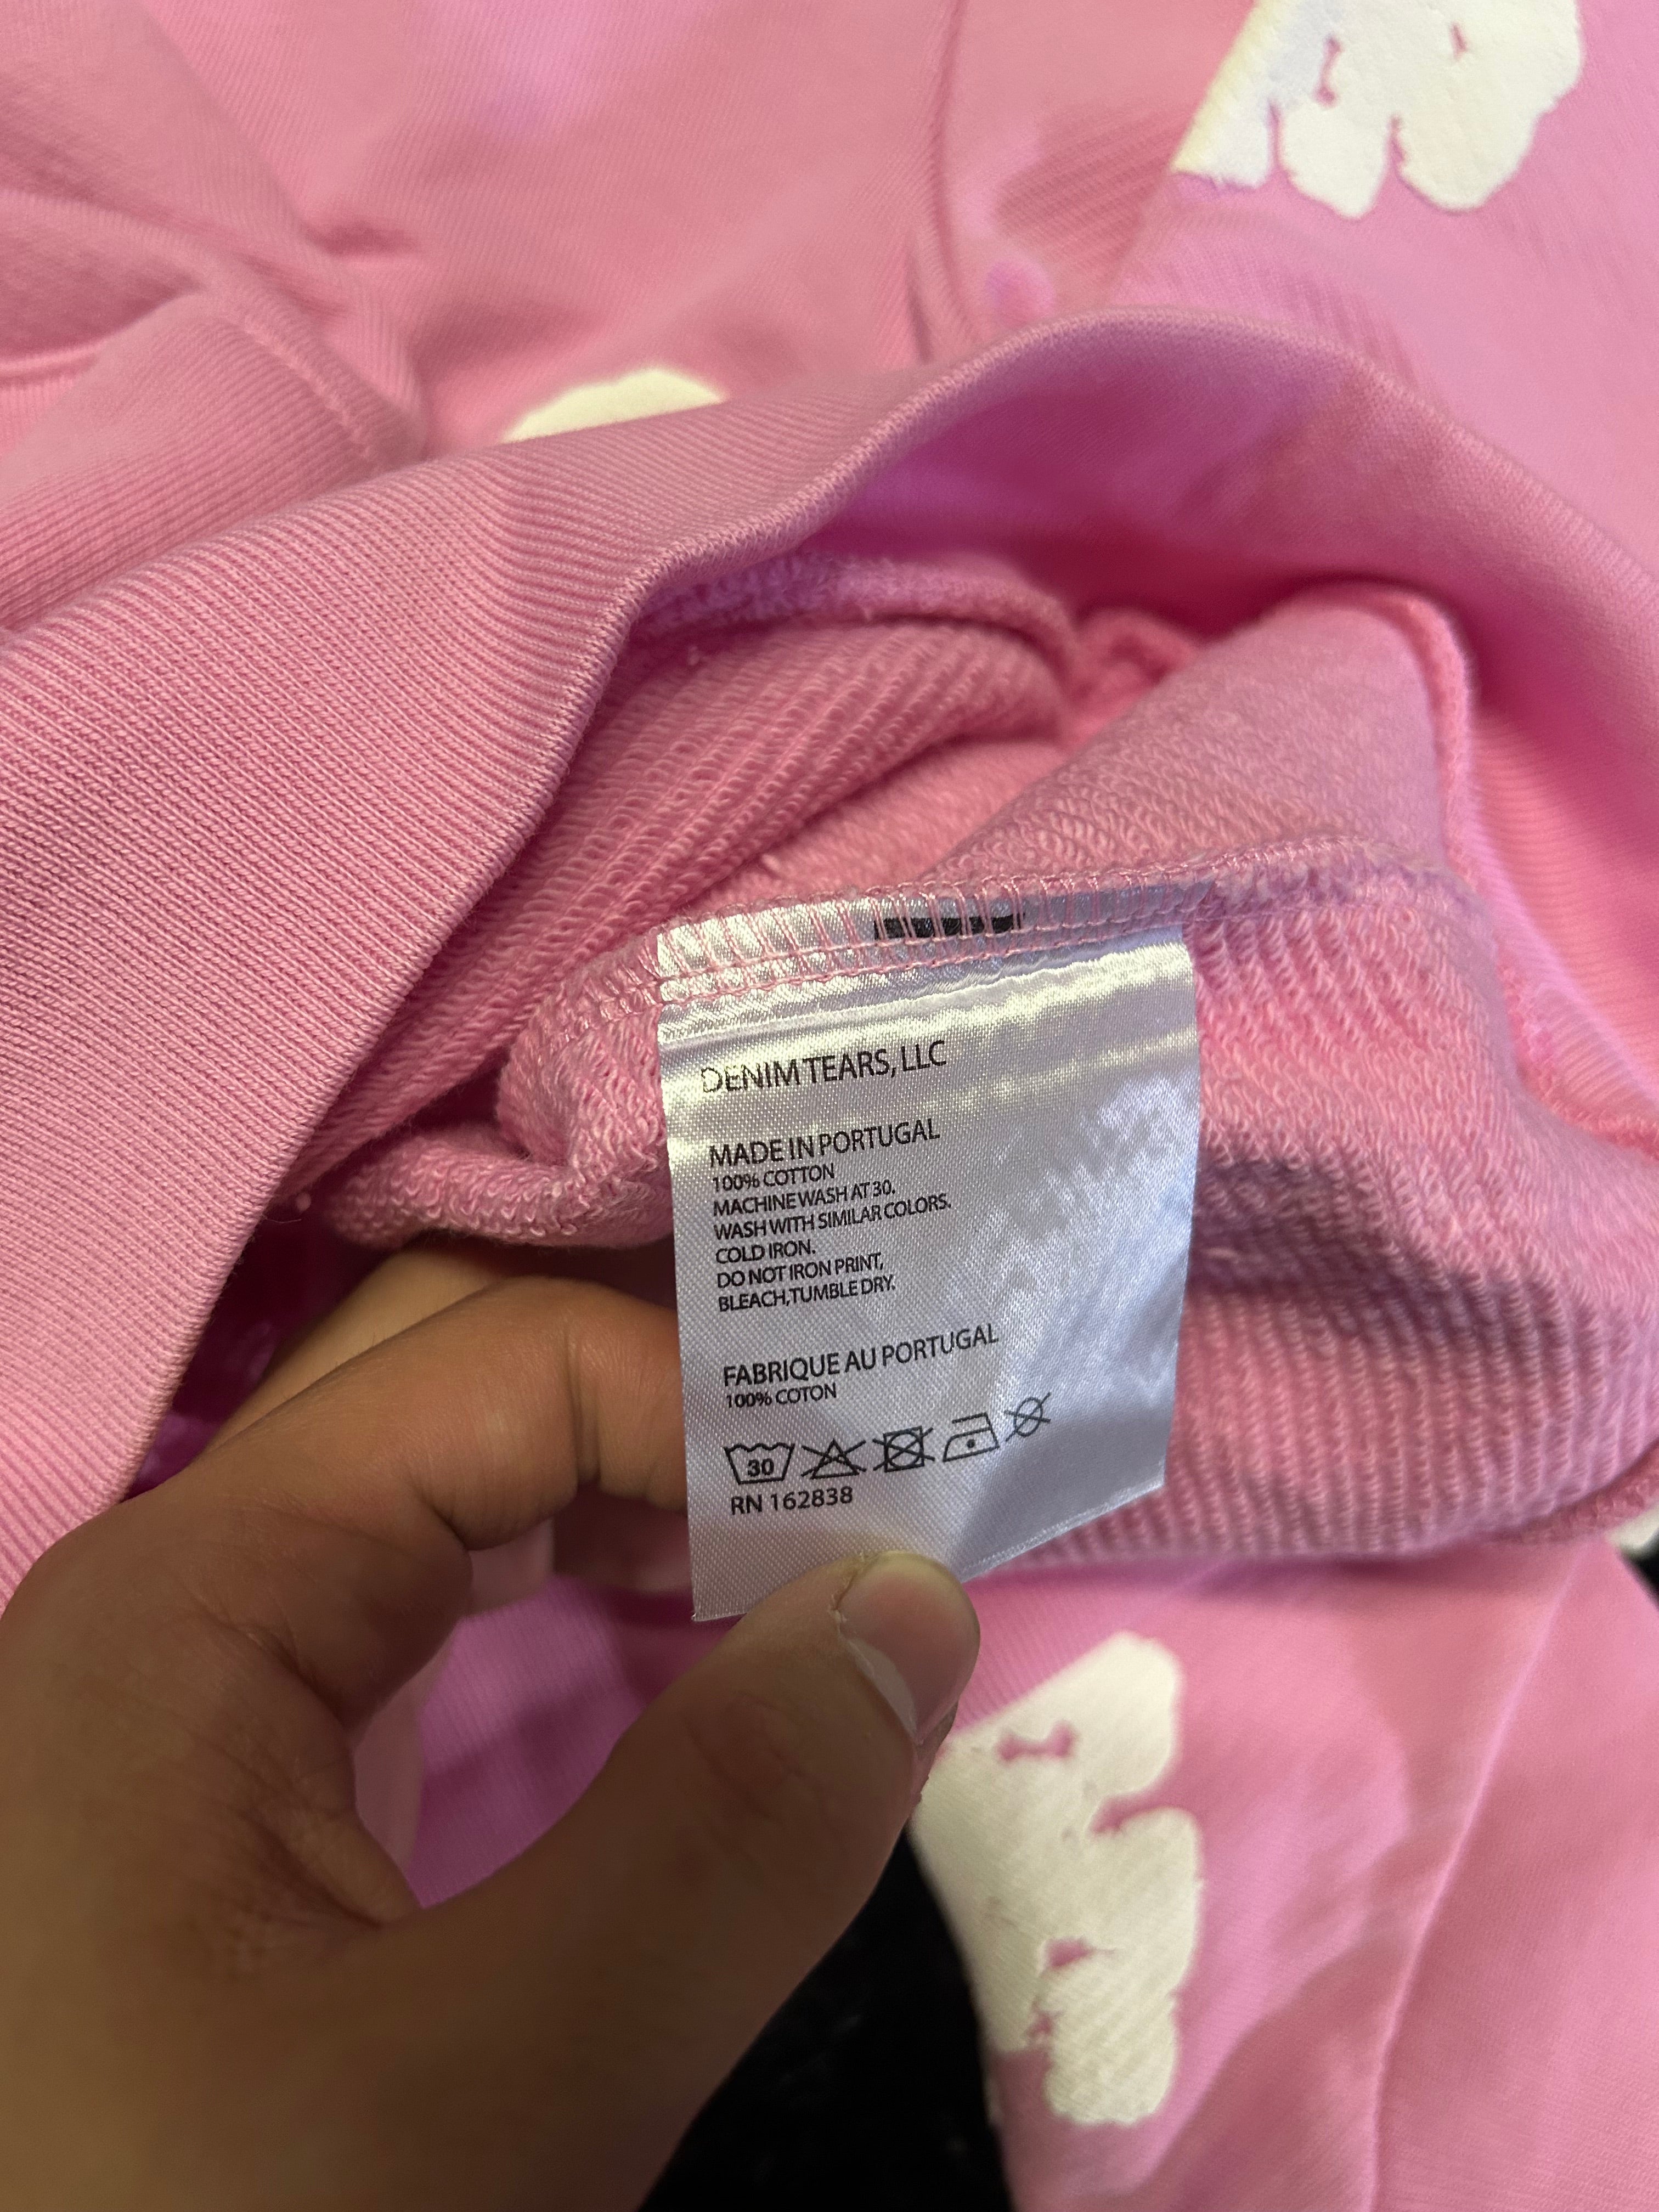 DENIM TEARS, LLC
MADE IN PORTUGAL
100% COTTON
MACHINE WASH AT 30.
WASH WITH SIMILAR COLORS.
COLD IRON.
DO NOT IRON PRINT,
BLEACH,TUMBLE DRY.
FABRIQUE AU PORTUGAL
100% COTON
30
RN 162838